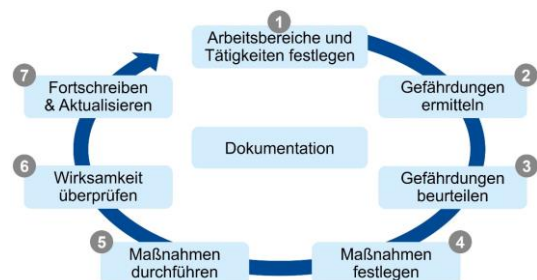 1
Arbeitsbereiche und
Tätigkeiten festlegen
2
Gefährdungen
ermitteln
3
Gefährdungen
beurteilen
4
Maßnahmen
festlegen
5
Maßnahmen
durchführen
6
Wirksamkeit
überprüfen
7
Fortschreiben
& Aktualisieren
Dokumentation